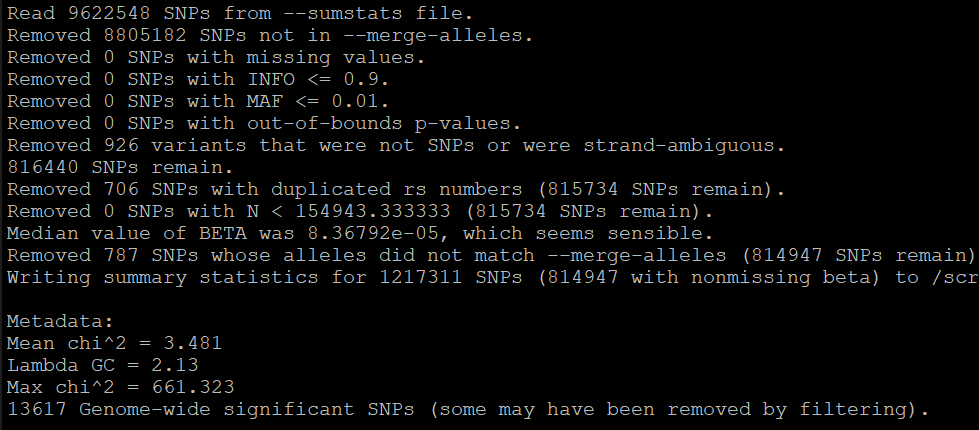 Read 9622548 SNPs from --sumstats file.
Removed 8805182 SNPs not in --merge-alleles.
Removed 0 SNPs with missing values.
Removed 0 SNPs with INFO <= 0.9.
Removed 0 SNPs with MAF <= 0.01.
Removed 0 SNPs with out-of-bounds p-values.
Removed 926 variants that were not SNPs or were strand-ambiguous.
816440 SNPs remain.
Removed 706 SNPs with duplicated rs numbers (815734 SNPs remain).
Removed 0 SNPs with N < 154943.333333 (815734 SNPs remain).
Median value of BETA was 8.36792e-05, which seems sensible.
Removed 787 SNPs whose alleles did not match --merge-alleles (814947 SNPs remain)
Writing summary statistics for 1217311 SNPs (814947 with nonmissing beta) to /scr
Metadata:
Mean chi^2 = 3.481
Lambda GC = 2.13
Max chi^2 = 661.323
13617 Genome-wide significant SNPs (some may have been removed by filtering).